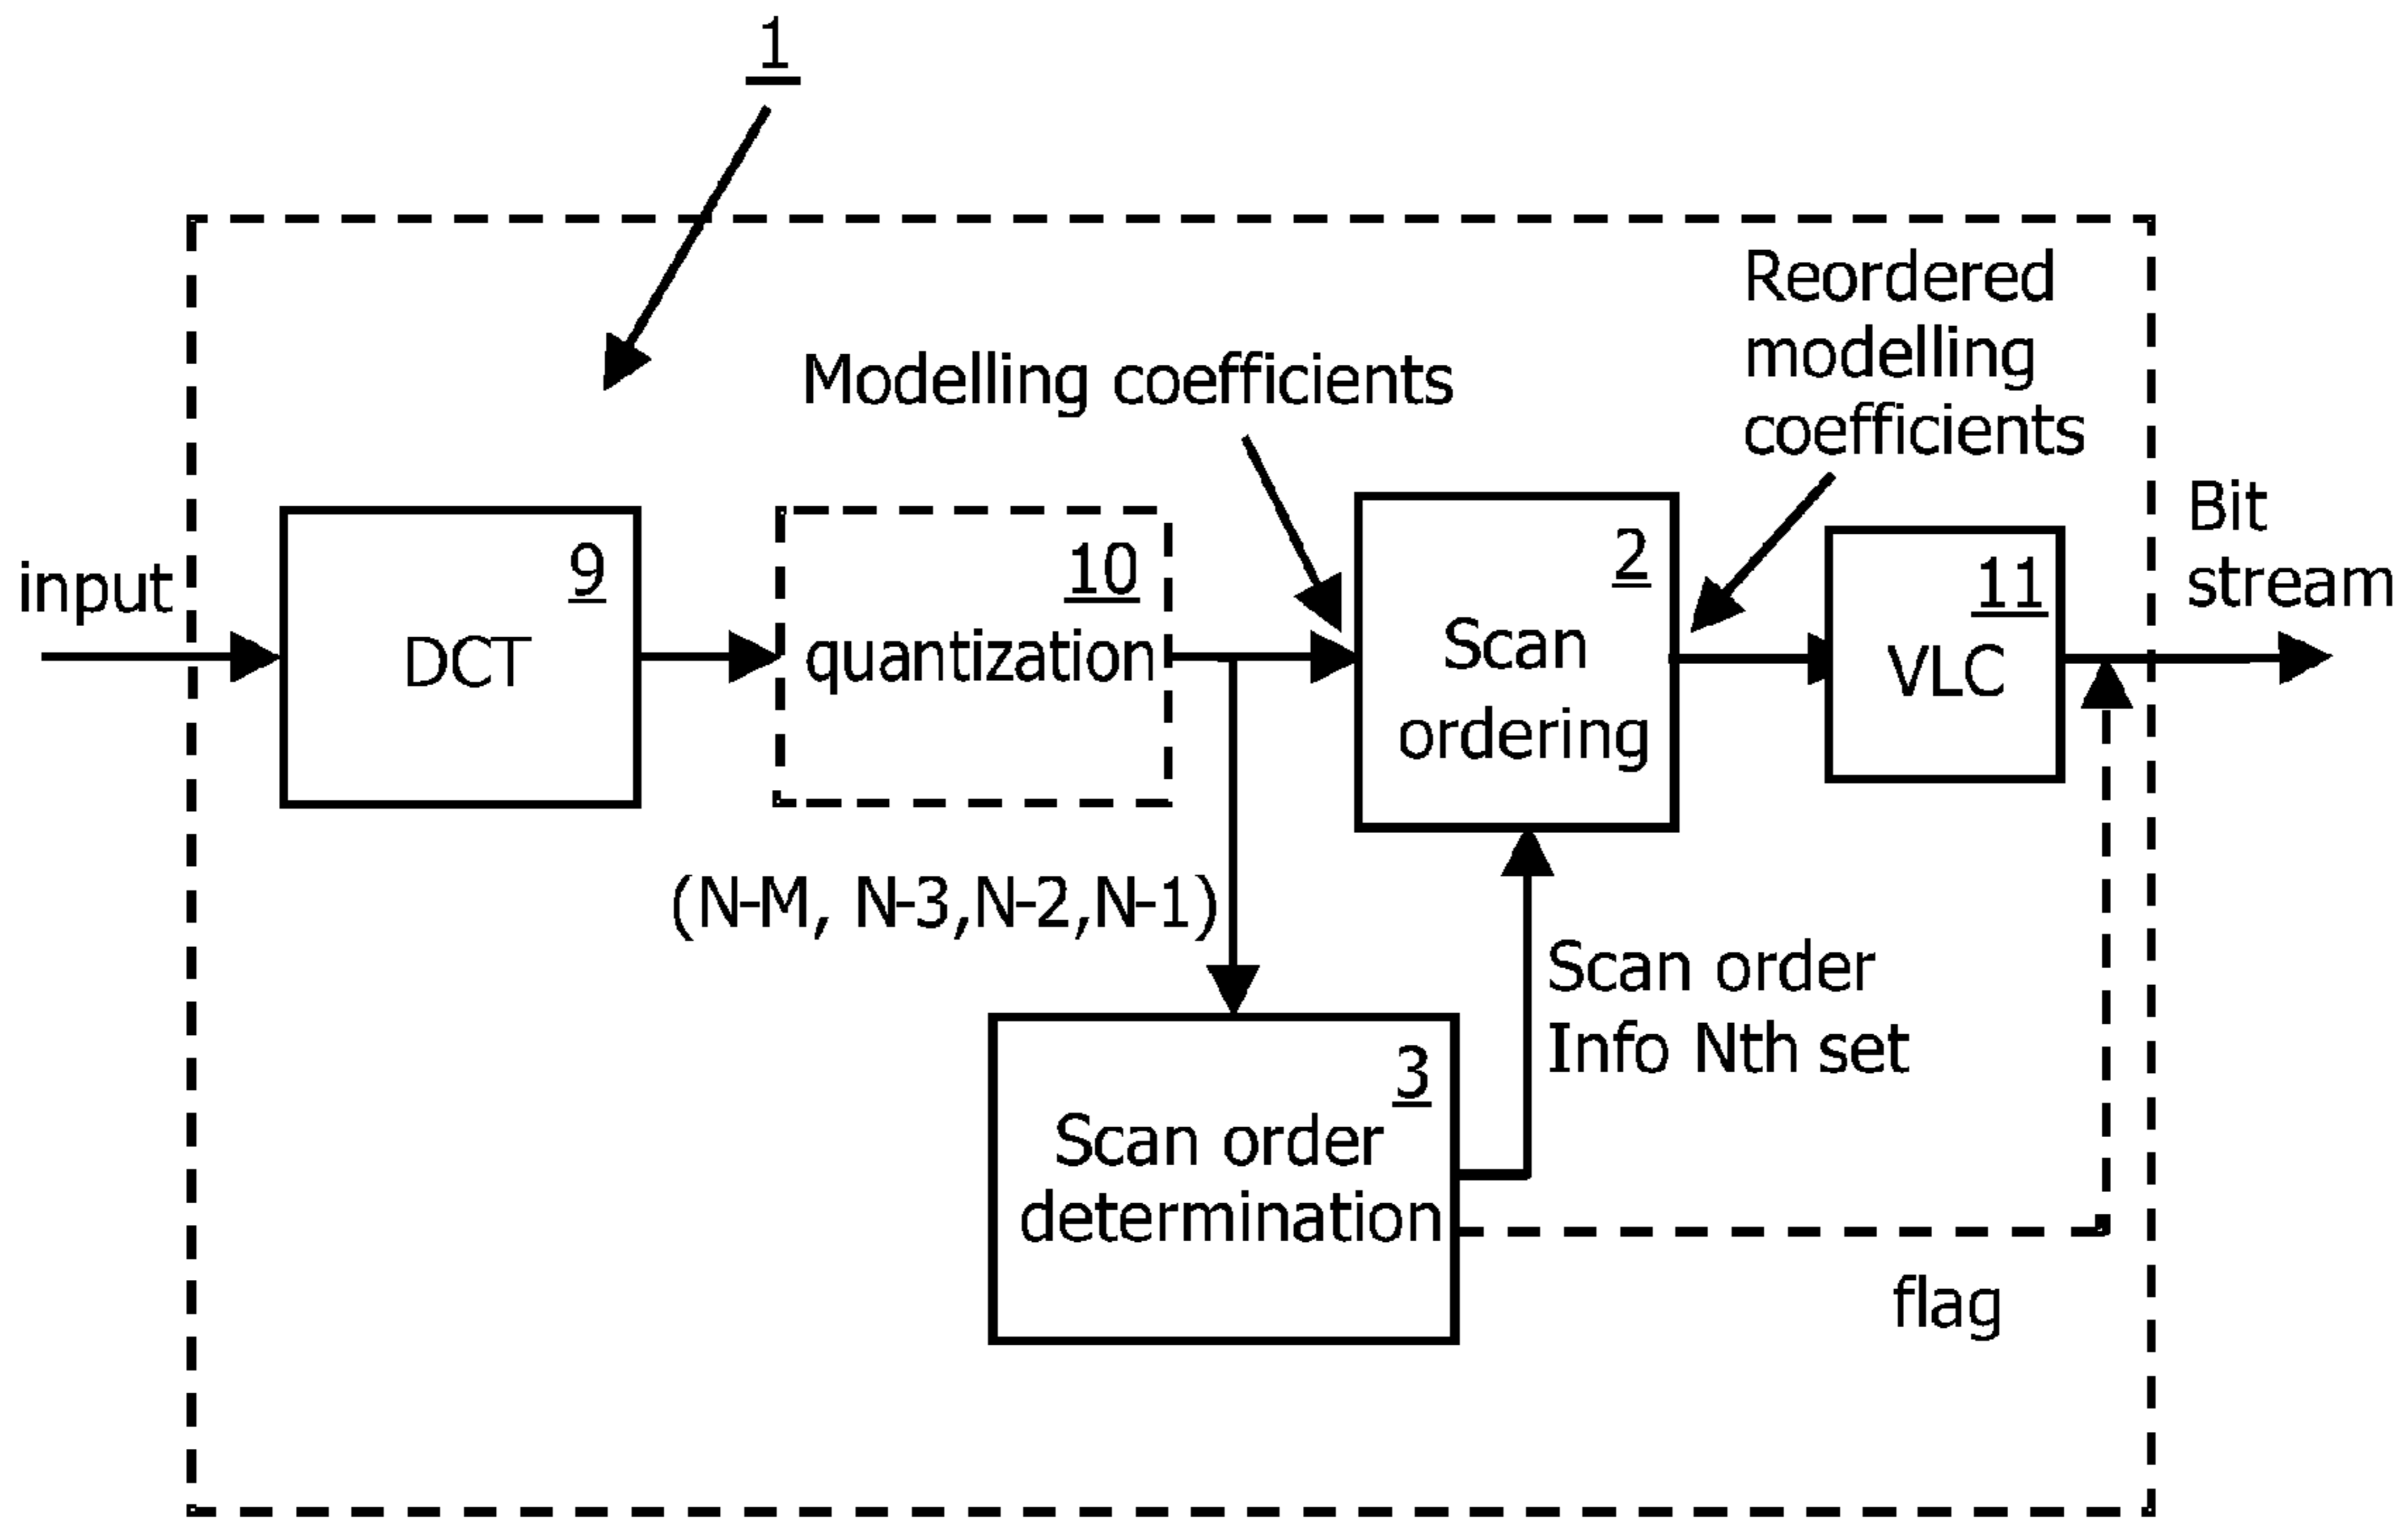 1
Reordered
modelling
coefficients
Modelling coefficients
Bit
stream
input
9
DCT
10
quantization
2
Scan
ordering
11
VLC
(N-M, N-3,N-2,N-1)
Scan order
Info Nth set
3
Scan order
determination
flag